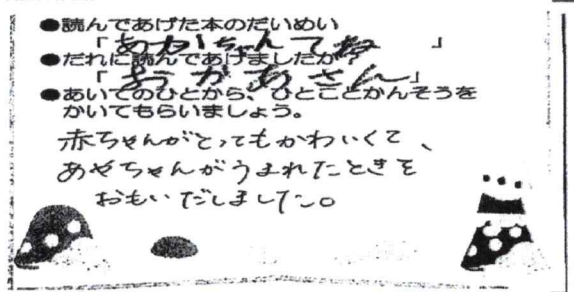 ●読んであげた本のだいめい
「あかちゃんてね」
●だれに読んであげましたか？
「おかあさん」
●あいてのひとから、ひとことかんそうを
かいてもらいましょう。
赤ちゃんがとってもかわいくて、
あやちゃんがうまれたときを
おもいだしました。